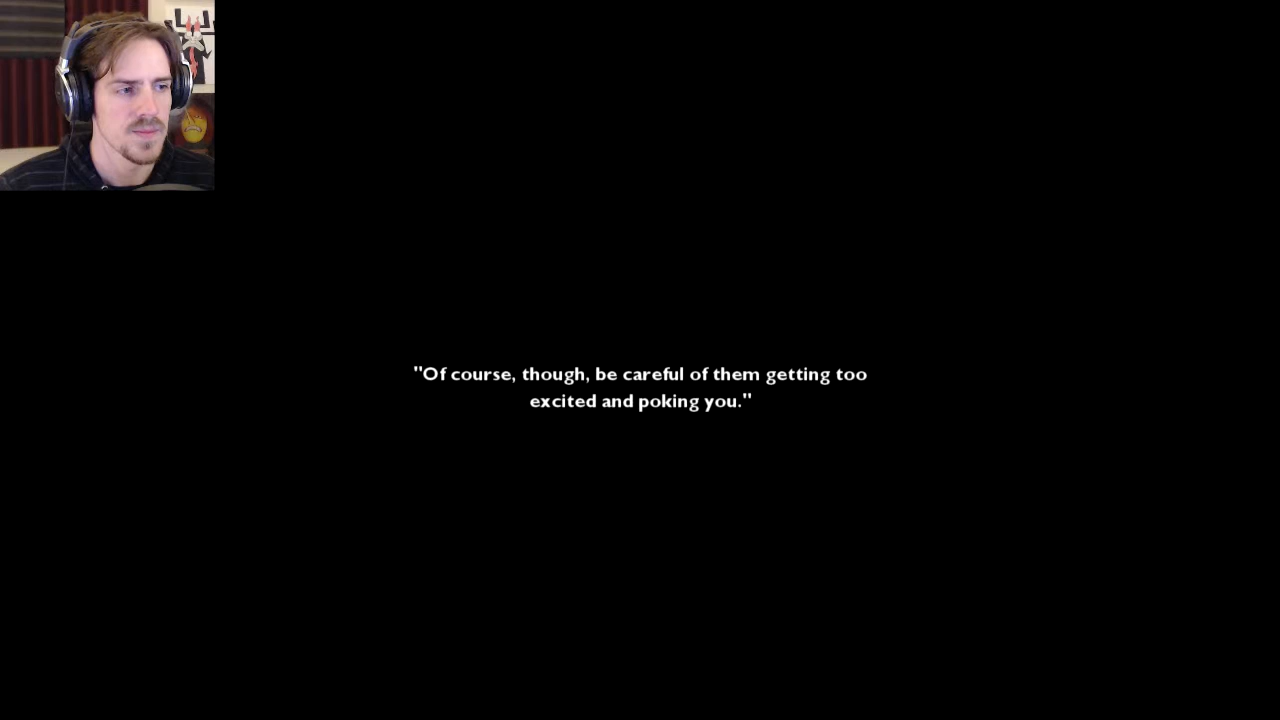 "Of course, though, be careful of them getting too
excited and poking you."